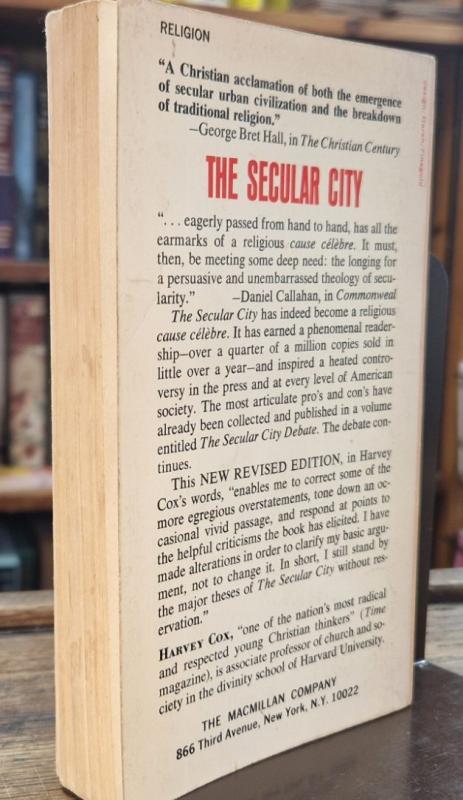 RELIGION
“A Christian acclamation of both the emergence
of secular urban civilization and the breakdown
of traditional religion.”
—George Bret Hall, in The Christian Century
THE SECULAR CITY
“. . . eagerly passed from hand to hand, has all the
earmarks of a religious cause célèbre. It must,
then, be meeting some deep need: the longing for
a persuasive and unembarrassed theology of secu-
larity.” —Daniel Callahan, in Commonweal
The Secular City has indeed become a religious
cause célèbre. It has earned a phenomenal reader-
ship—over a quarter of a million copies sold in
little over a year—and inspired a heated contro-
versy in the press and at every level of American
society. The most articulate pro's and con's have
already been collected and published in a volume
entitled The Secular City Debate. The debate con-
tinues.
This NEW REVISED EDITION, in Harvey
Cox's words, “enables me to correct some of the
more egregious overstatements, tone down an oc-
casional vivid passage, and respond at points to
the helpful criticisms the book has elicited. I have
made alterations in order to clarify my basic argu-
ment, not to change it. In short, I still stand by
the major theses of The Secular City without res-
ervation.”
HARVEY COX, “one of the nation's most radical
and respected young Christian thinkers” (Time
magazine), is associate professor of church and so-
ciety in the divinity school of Harvard University.
THE MACMILLAN COMPANY
866 Third Avenue, New York, N.Y. 10022